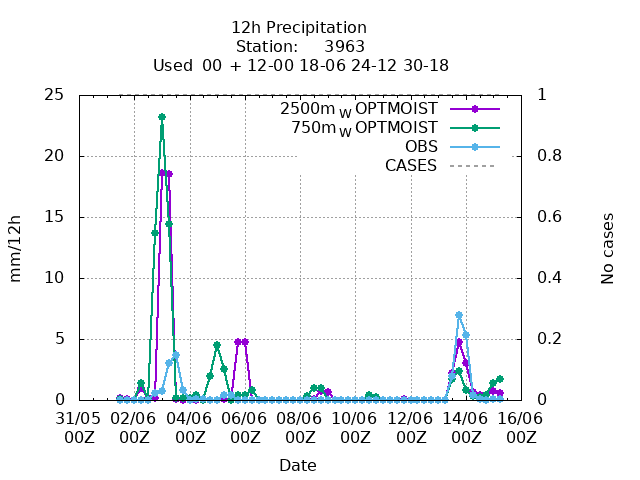 12h Precipitation
Station: 3963
Used 00 + 12-00 18-06 24-12 30-18
25
20
15
10
5
0
mm/12h
1
0.8
0.6
0.4
0.2
0
No cases
2500m W OPTMOIST
750m W OPTMOIST
OBS
CASES
31/05 02/06 04/06 06/06 08/06 10/06 12/06 14/06 16/06
00Z 00Z 00Z 00Z 00Z 00Z 00Z 00Z 00Z
Date